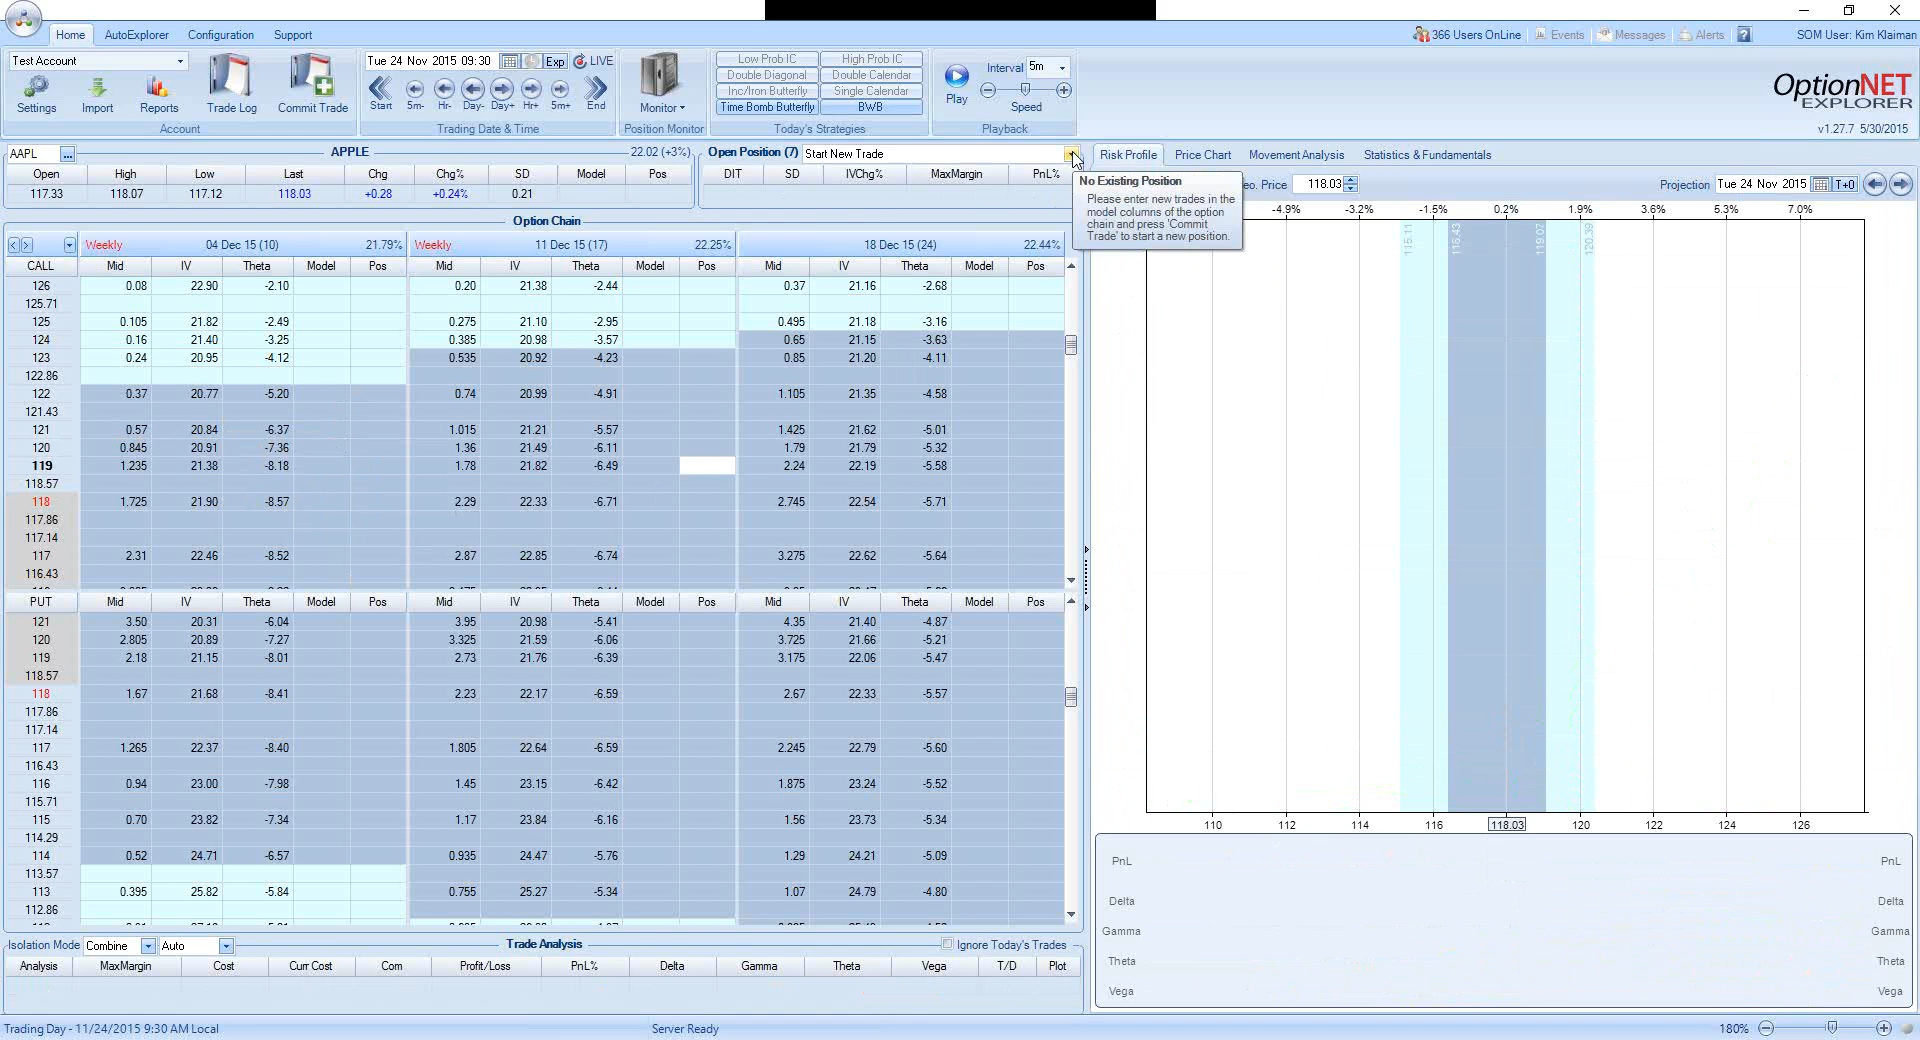 Home AutoExplorer Configuration Support 366 Users OnLine Events Messages Alerts ? SOM User: Kim Klaiman
Test Account Tue 24 Nov 2015 09:30 Exp LIVE Low Prob IC High Prob IC Interval 5m
Double Diagonal Double Calendar
Inc/Iron Butterfly Single Calendar
Settings Import Reports Trade Log Commit Trade Start 5m- Hr- Day- Day+ Hr+ 5m+ End Monitor Time Bomb Butterfly BWB Play Speed
OptionNET
EXPLORER
Account Trading Date & Time Position Monitor Today's Strategies Playback v1.27.7 5/30/2015
AAPL ... APPLE 22.02 (+3%) Open Position (7) Start New Trade Risk Profile Price Chart Movement Analysis Statistics & Fundamentals
Open High Low Last Chg Chg% SD Model Pos DIT SD IVChg% MaxMargin PnL%
117.33 118.07 117.12 118.03 +0.28 +0.24% 0.21
No Existing Position
Please enter new trades in the
model columns of the option
chain and press 'Commit
Trade' to start a new position.
eo. Price 118.03 Projection Tue 24 Nov 2015 T+0
-4.9% -3.2% -1.5% 0.2% 1.9% 3.6% 5.3% 7.0%
115.11 116.43 119.07 120.39
Option Chain
Weekly 04 Dec 15 (10) 21.79% Weekly 11 Dec 15 (17) 22.25% 18 Dec 15 (24) 22.44%
CALL Mid IV Theta Model Pos Mid IV Theta Model Pos Mid IV Theta Model Pos
126 0.08 22.90 -2.10 0.20 21.38 -2.44 0.37 21.16 -2.68
125.71
125 0.105 21.82 -2.49 0.275 21.10 -2.95 0.495 21.18 -3.16
124 0.16 21.40 -3.25 0.385 20.98 -3.57 0.65 21.15 -3.63
123 0.24 20.95 -4.12 0.535 20.92 -4.23 0.85 21.20 -4.11
122.86
122 0.37 20.77 -5.20 0.74 20.99 -4.91 1.105 21.35 -4.58
121.43
121 0.57 20.84 -6.37 1.015 21.21 -5.57 1.425 21.62 -5.01
120 0.845 20.91 -7.36 1.36 21.49 -6.11 1.79 21.79 -5.32
119 1.235 21.38 -8.18 1.78 21.82 -6.49 2.24 22.19 -5.58
118.57
118 1.725 21.90 -8.57 2.29 22.33 -6.71 2.745 22.54 -5.71
117.86
117.14
117 2.31 22.46 -8.52 2.87 22.85 -6.74 3.275 22.62 -5.64
116.43
PUT Mid IV Theta Model Pos Mid IV Theta Model Pos Mid IV Theta Model Pos
121 3.50 20.31 -6.04 3.95 20.98 -5.41 4.35 21.40 -4.87
120 2.805 20.89 -7.27 3.325 21.59 -6.06 3.725 21.66 -5.21
119 2.18 21.15 -8.01 2.73 21.76 -6.39 3.175 22.06 -5.47
118.57
118 1.67 21.68 -8.41 2.23 22.17 -6.59 2.67 22.33 -5.57
117.86
117.14
117 1.265 22.37 -8.40 1.805 22.64 -6.59 2.245 22.79 -5.60
116.43
116 0.94 23.00 -7.98 1.45 23.15 -6.42 1.875 23.24 -5.52
115.71
115 0.70 23.82 -7.34 1.17 23.84 -6.16 1.56 23.73 -5.34
114.29
114 0.52 24.71 -6.57 0.935 24.47 -5.76 1.29 24.21 -5.09
113.57
113 0.395 25.82 -5.84 0.755 25.27 -5.34 1.07 24.79 -4.80
112.86
110 112 114 116 118.03 120 122 124 126
PnL PnL
Delta Delta
Gamma Gamma
Theta Theta
Vega Vega
Isolation Mode Combine Auto Trade Analysis Ignore Today's Trades
Analysis MaxMargin Cost Curr Cost Com Profit/Loss PnL% Delta Gamma Theta Vega T/D Plot
Trading Day - 11/24/2015 9:30 AM Local Server Ready 180%